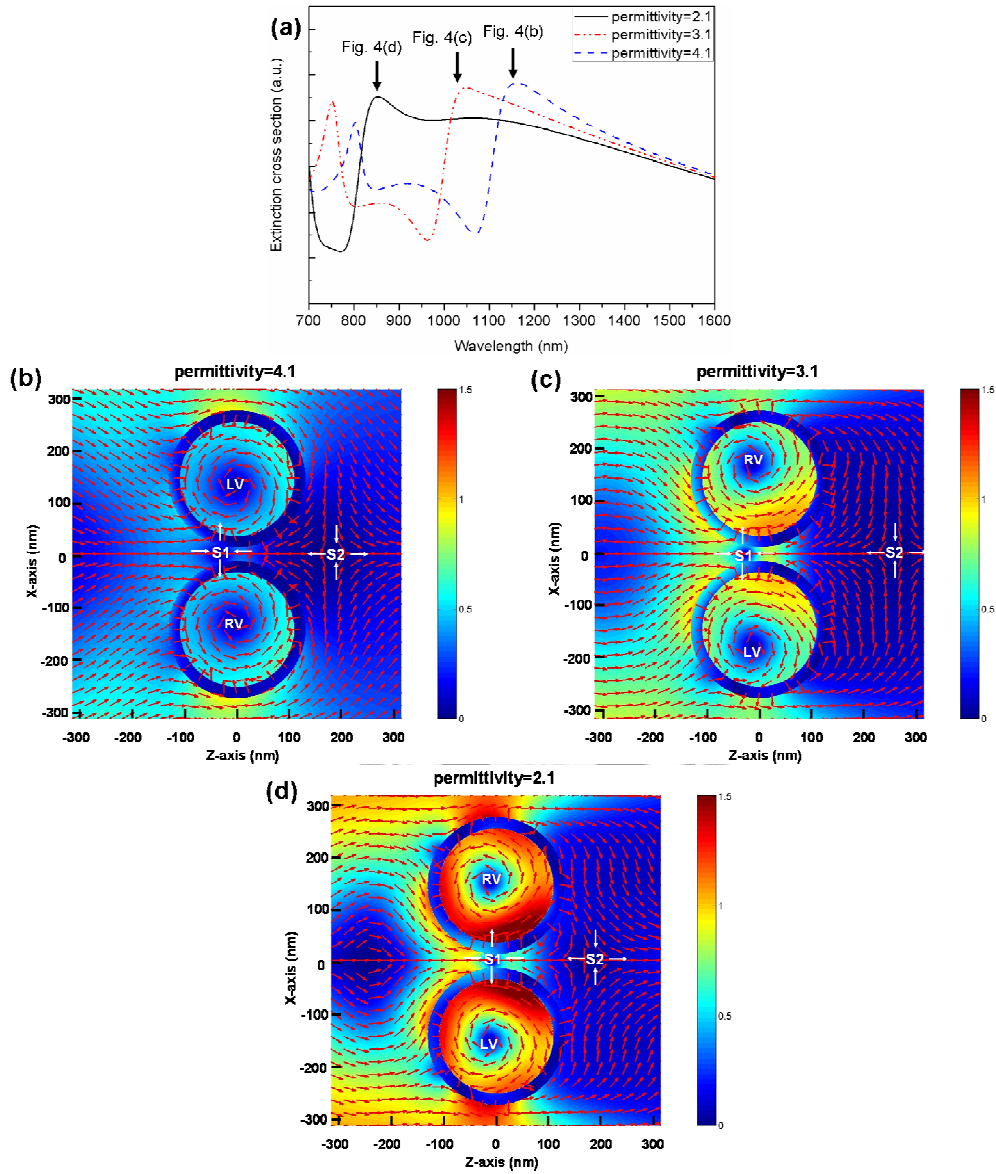 (a)
Fig. 4(d)
Fig. 4(c)
Fig. 4(b)
permittivity=2.1
permittivity=3.1
permittivity=4.1
Extinction cross section (a.u.)
700 800 900 1000 1100 1200 1300 1400 1500 1600
Wavelength (nm)
(b)
permittivity=4.1
X-axis (nm)
300
200
100
0
-100
-200
-300
LV
S1
S2
RV
-300 -200 -100 0 100 200 300
Z-axis (nm)
1.5
1
0.5
0
(c)
permittivity=3.1
X-axis (nm)
300
200
100
0
-100
-200
-300
RV
S1
S2
LV
-300 -200 -100 0 100 200 300
Z-axis (nm)
1.5
1
0.5
0
(d)
permittivity=2.1
X-axis (nm)
300
200
100
0
-100
-200
-300
RV
S1
S2
LV
-300 -200 -100 0 100 200 300
Z-axis (nm)
1.5
1
0.5
0